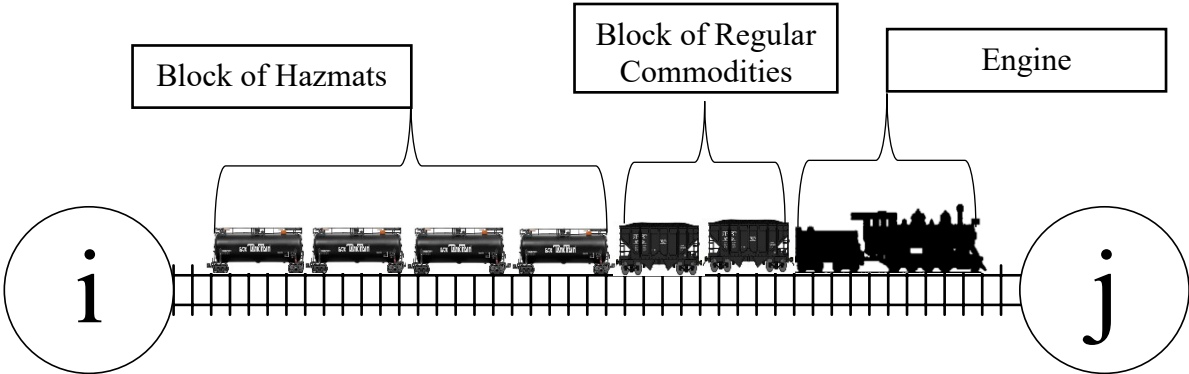 Block of Hazmats
Block of Regular
Commodities
Engine
i
j